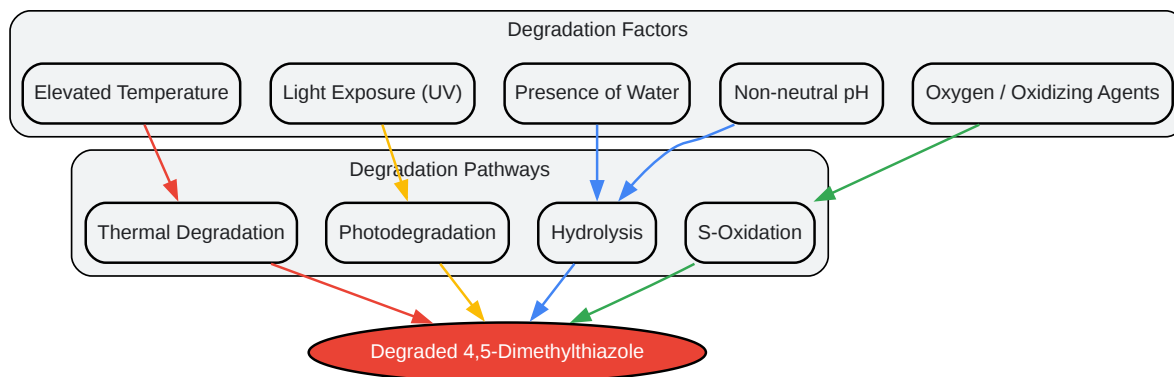 Degradation Factors
Elevated Temperature
Light Exposure (UV)
Presence of Water
Non-neutral pH
Oxygen / Oxidizing Agents
Degradation Pathways
Thermal Degradation
Photodegradation
Hydrolysis
S-Oxidation
Degraded 4,5-Dimethylthiazole